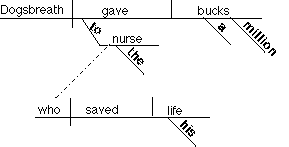 Dogsbreath gave bucks
to a million
nurse
the
who saved life
his